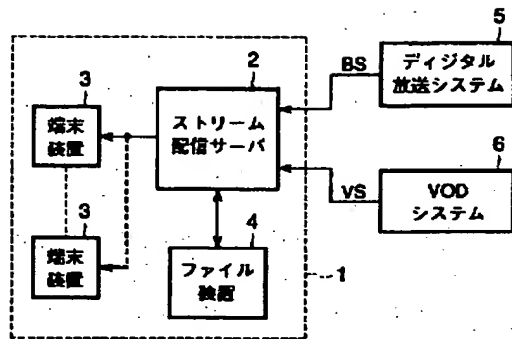 5
BS
ディジタル
放送システム
2
ストリーム
配信サーバ
3
端末
装置
6
VS
VOD
システム
3
端末
装置
4
ファイル
装置
1